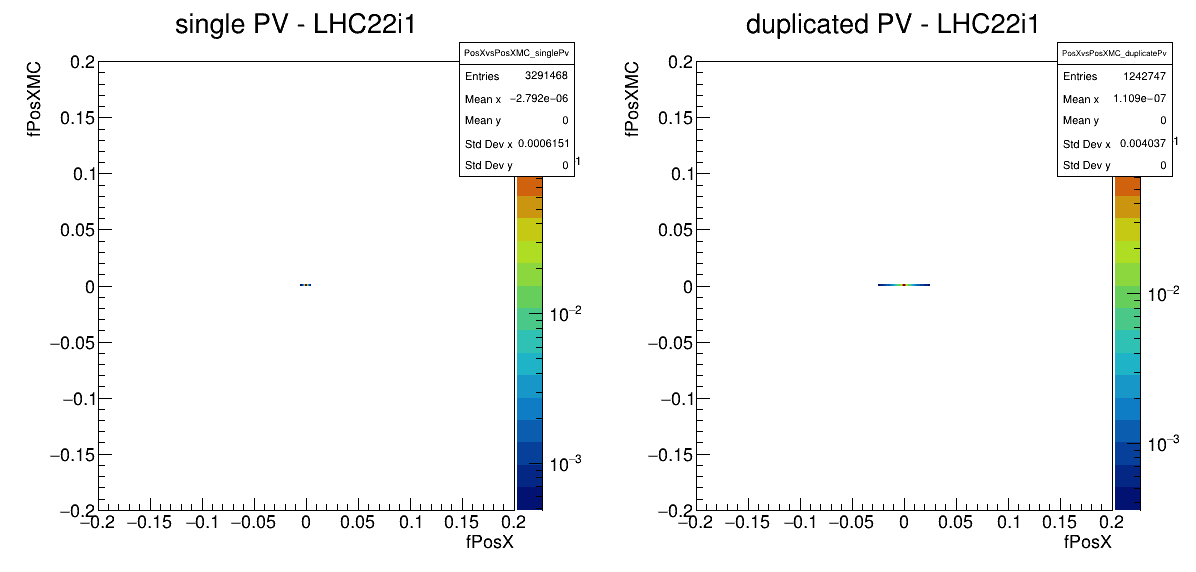 single PV - LHC22i1
PosXvsPosXMC_singlePv
Entries 3291468
Mean x −2.792e−06
Mean y 0
Std Dev x 0.0006151
Std Dev y 0
fPosXMC
0.2
0.15
0.1
0.05
0
−0.05
−0.1
−0.15
−0.2
−0.2 −0.15 −0.1 −0.05 0 0.05 0.1 0.15 0.2
fPosX
1
10−2
10−3
duplicated PV - LHC22i1
PosXvsPosXMC_duplicatePv
Entries 1242747
Mean x 1.109e−07
Mean y 0
Std Dev x 0.004037
Std Dev y 0
fPosXMC
0.2
0.15
0.1
0.05
0
−0.05
−0.1
−0.15
−0.2
−0.2 −0.15 −0.1 −0.05 0 0.05 0.1 0.15 0.2
fPosX
1
10−2
10−3